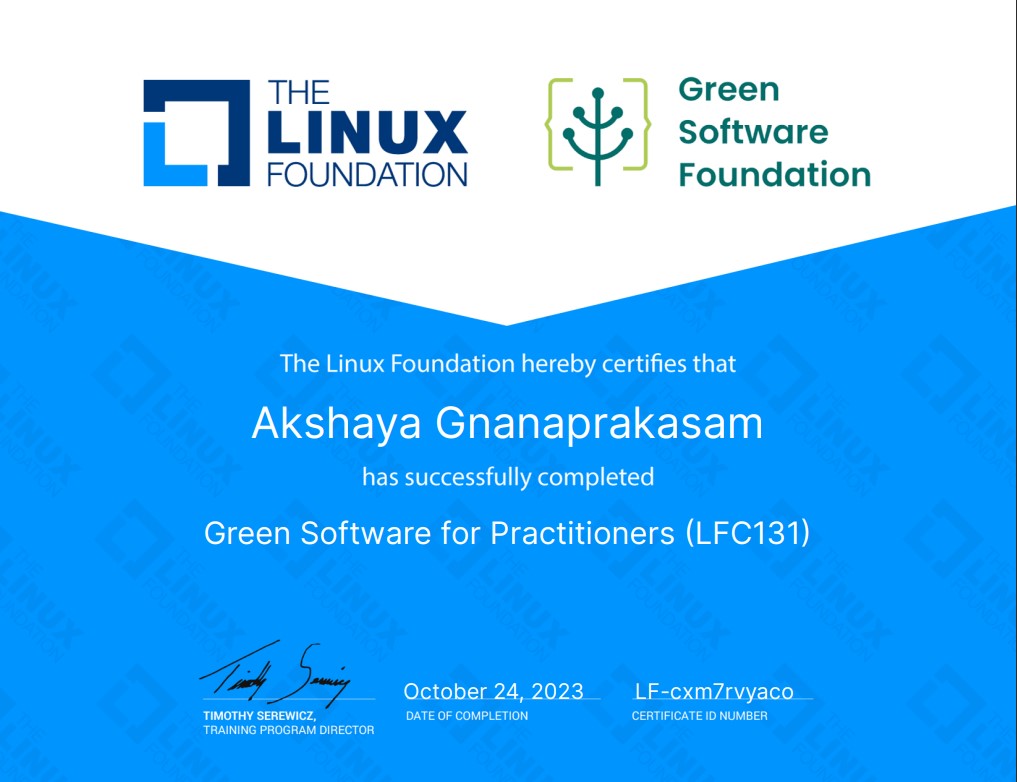 THE
LINUX
FOUNDATION
Green
Software
Foundation
The Linux Foundation hereby certifies that
Akshaya Gnanaprakasam
has successfully completed
Green Software for Practitioners (LFC131)
Timothy Serewicz
October 24, 2023
LF-cxm7rvyaco
TIMOTHY SEREWICZ,
TRAINING PROGRAM DIRECTOR
DATE OF COMPLETION
CERTIFICATE ID NUMBER